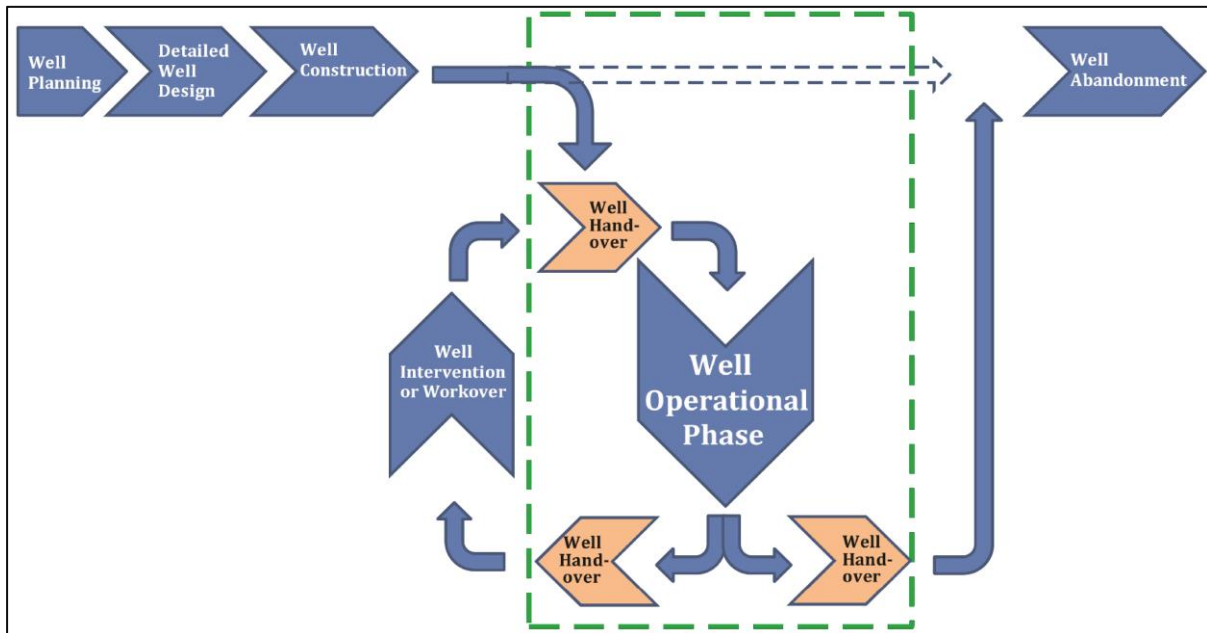 Well
Planning
Detailed
Well
Design
Well
Construction
Well
Abandonment
Well
Hand-
over
Well
Intervention
or Workover
Well
Operational
Phase
Well
Hand-
over
Well
Hand-
over